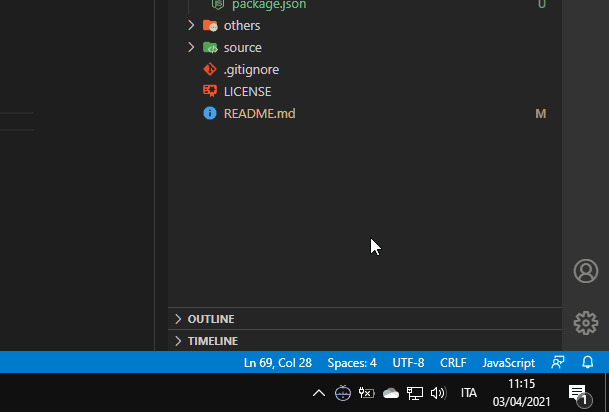 package.json U
others
source
.gitignore
LICENSE
README.md M
OUTLINE
TIMELINE
Ln 69, Col 28 Spaces: 4 UTF-8 CRLF JavaScript
ITA 11:15 1
03/04/2021